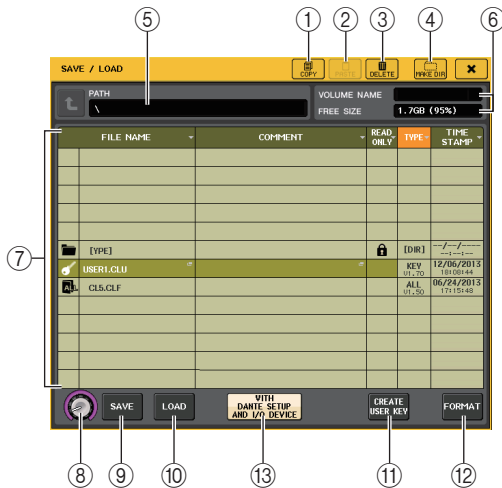 ⑤ ① ② ③ ④ ⑥
SAVE / LOAD
COPY PASTE DELETE MAKE DIR
PATH
\
VOLUME NAME
FREE SIZE 1.7GB (95%)
FILE NAME COMMENT READ ONLY TYPE TIME STAMP
[YPE] [DIR] --/--/---- --:--:--
USER1.CLU KEY V1.70 12/06/2013 18:08:44
ALL CL5.CLF ALL V1.50 06/24/2013 17:15:48
⑦
SAVE LOAD WITH DANTE SETUP AND I/O DEVICE CREATE USER KEY FORMAT
⑧ ⑨ ⑩ ⑬ ⑪ ⑫